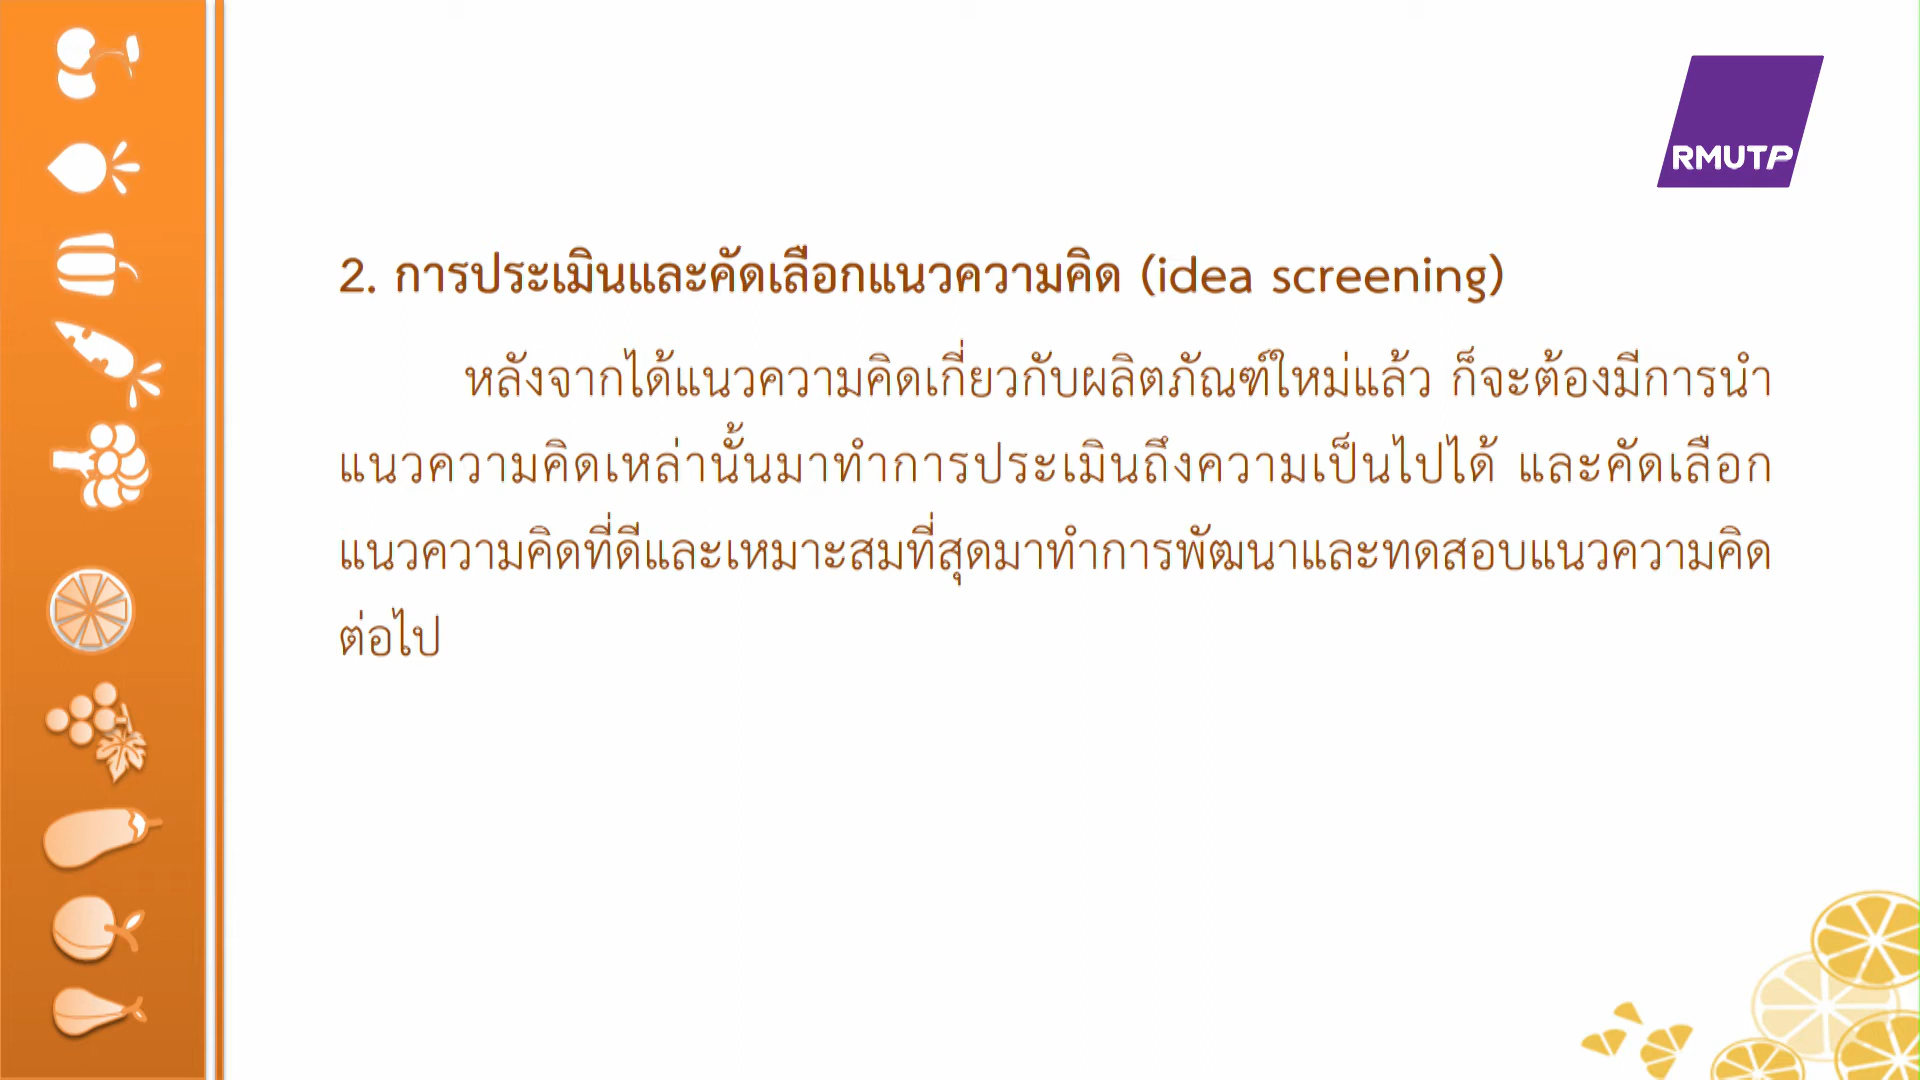 RMUTP
2. การประเมินและคัดเลือกแนวความคิด (idea screening)
หลังจากได้แนวความคิดเกี่ยวกับผลิตภัณฑ์ใหม่แล้ว ก็จะต้องมีการนำ
แนวความคิดเหล่านั้นมาทำการประเมินถึงความเป็นไปได้ และคัดเลือก
แนวความคิดที่ดีและเหมาะสมที่สุดมาทำการพัฒนาและทดสอบแนวความคิด
ต่อไป